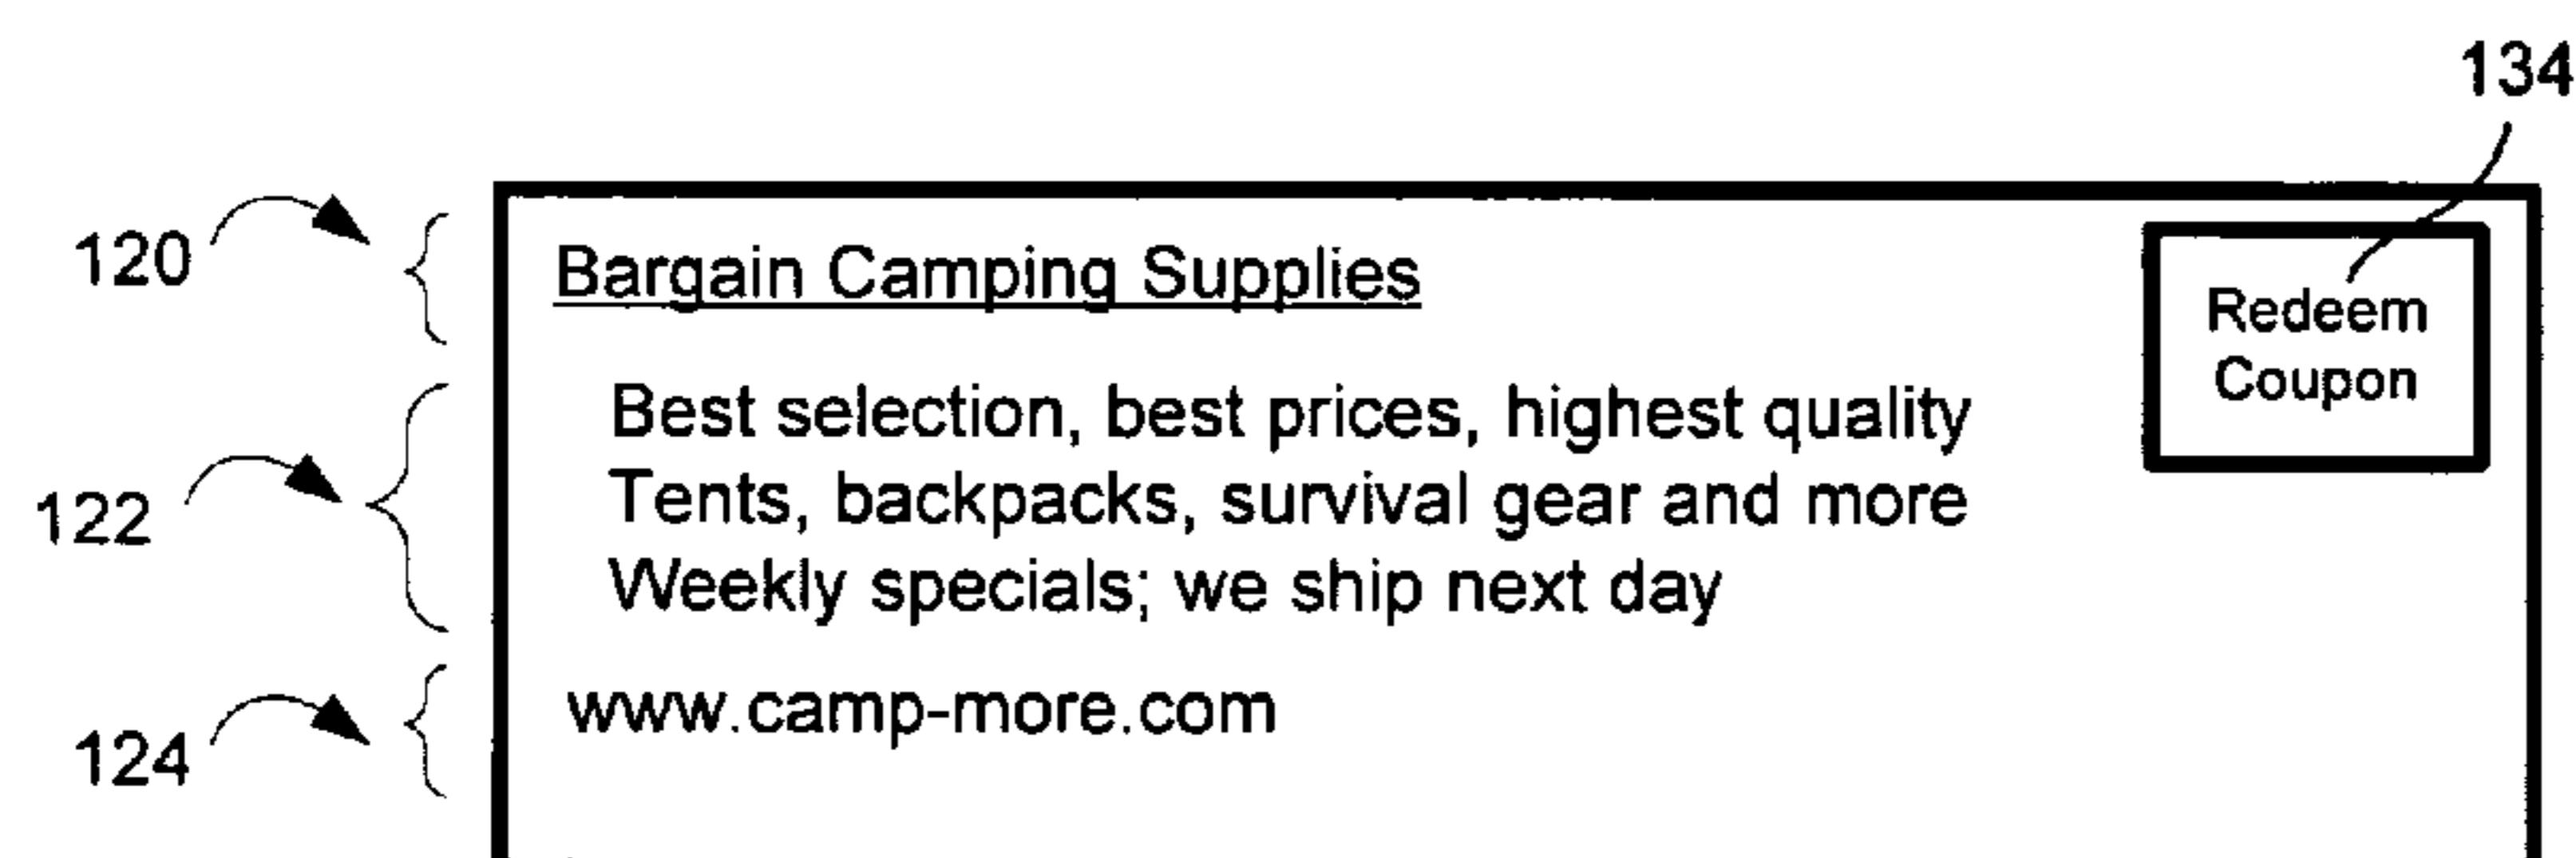 134
120
Bargain Camping Supplies
Redeem
Coupon
122
Best selection, best prices, highest quality
Tents, backpacks, survival gear and more
Weekly specials; we ship next day
124
www.camp-more.com